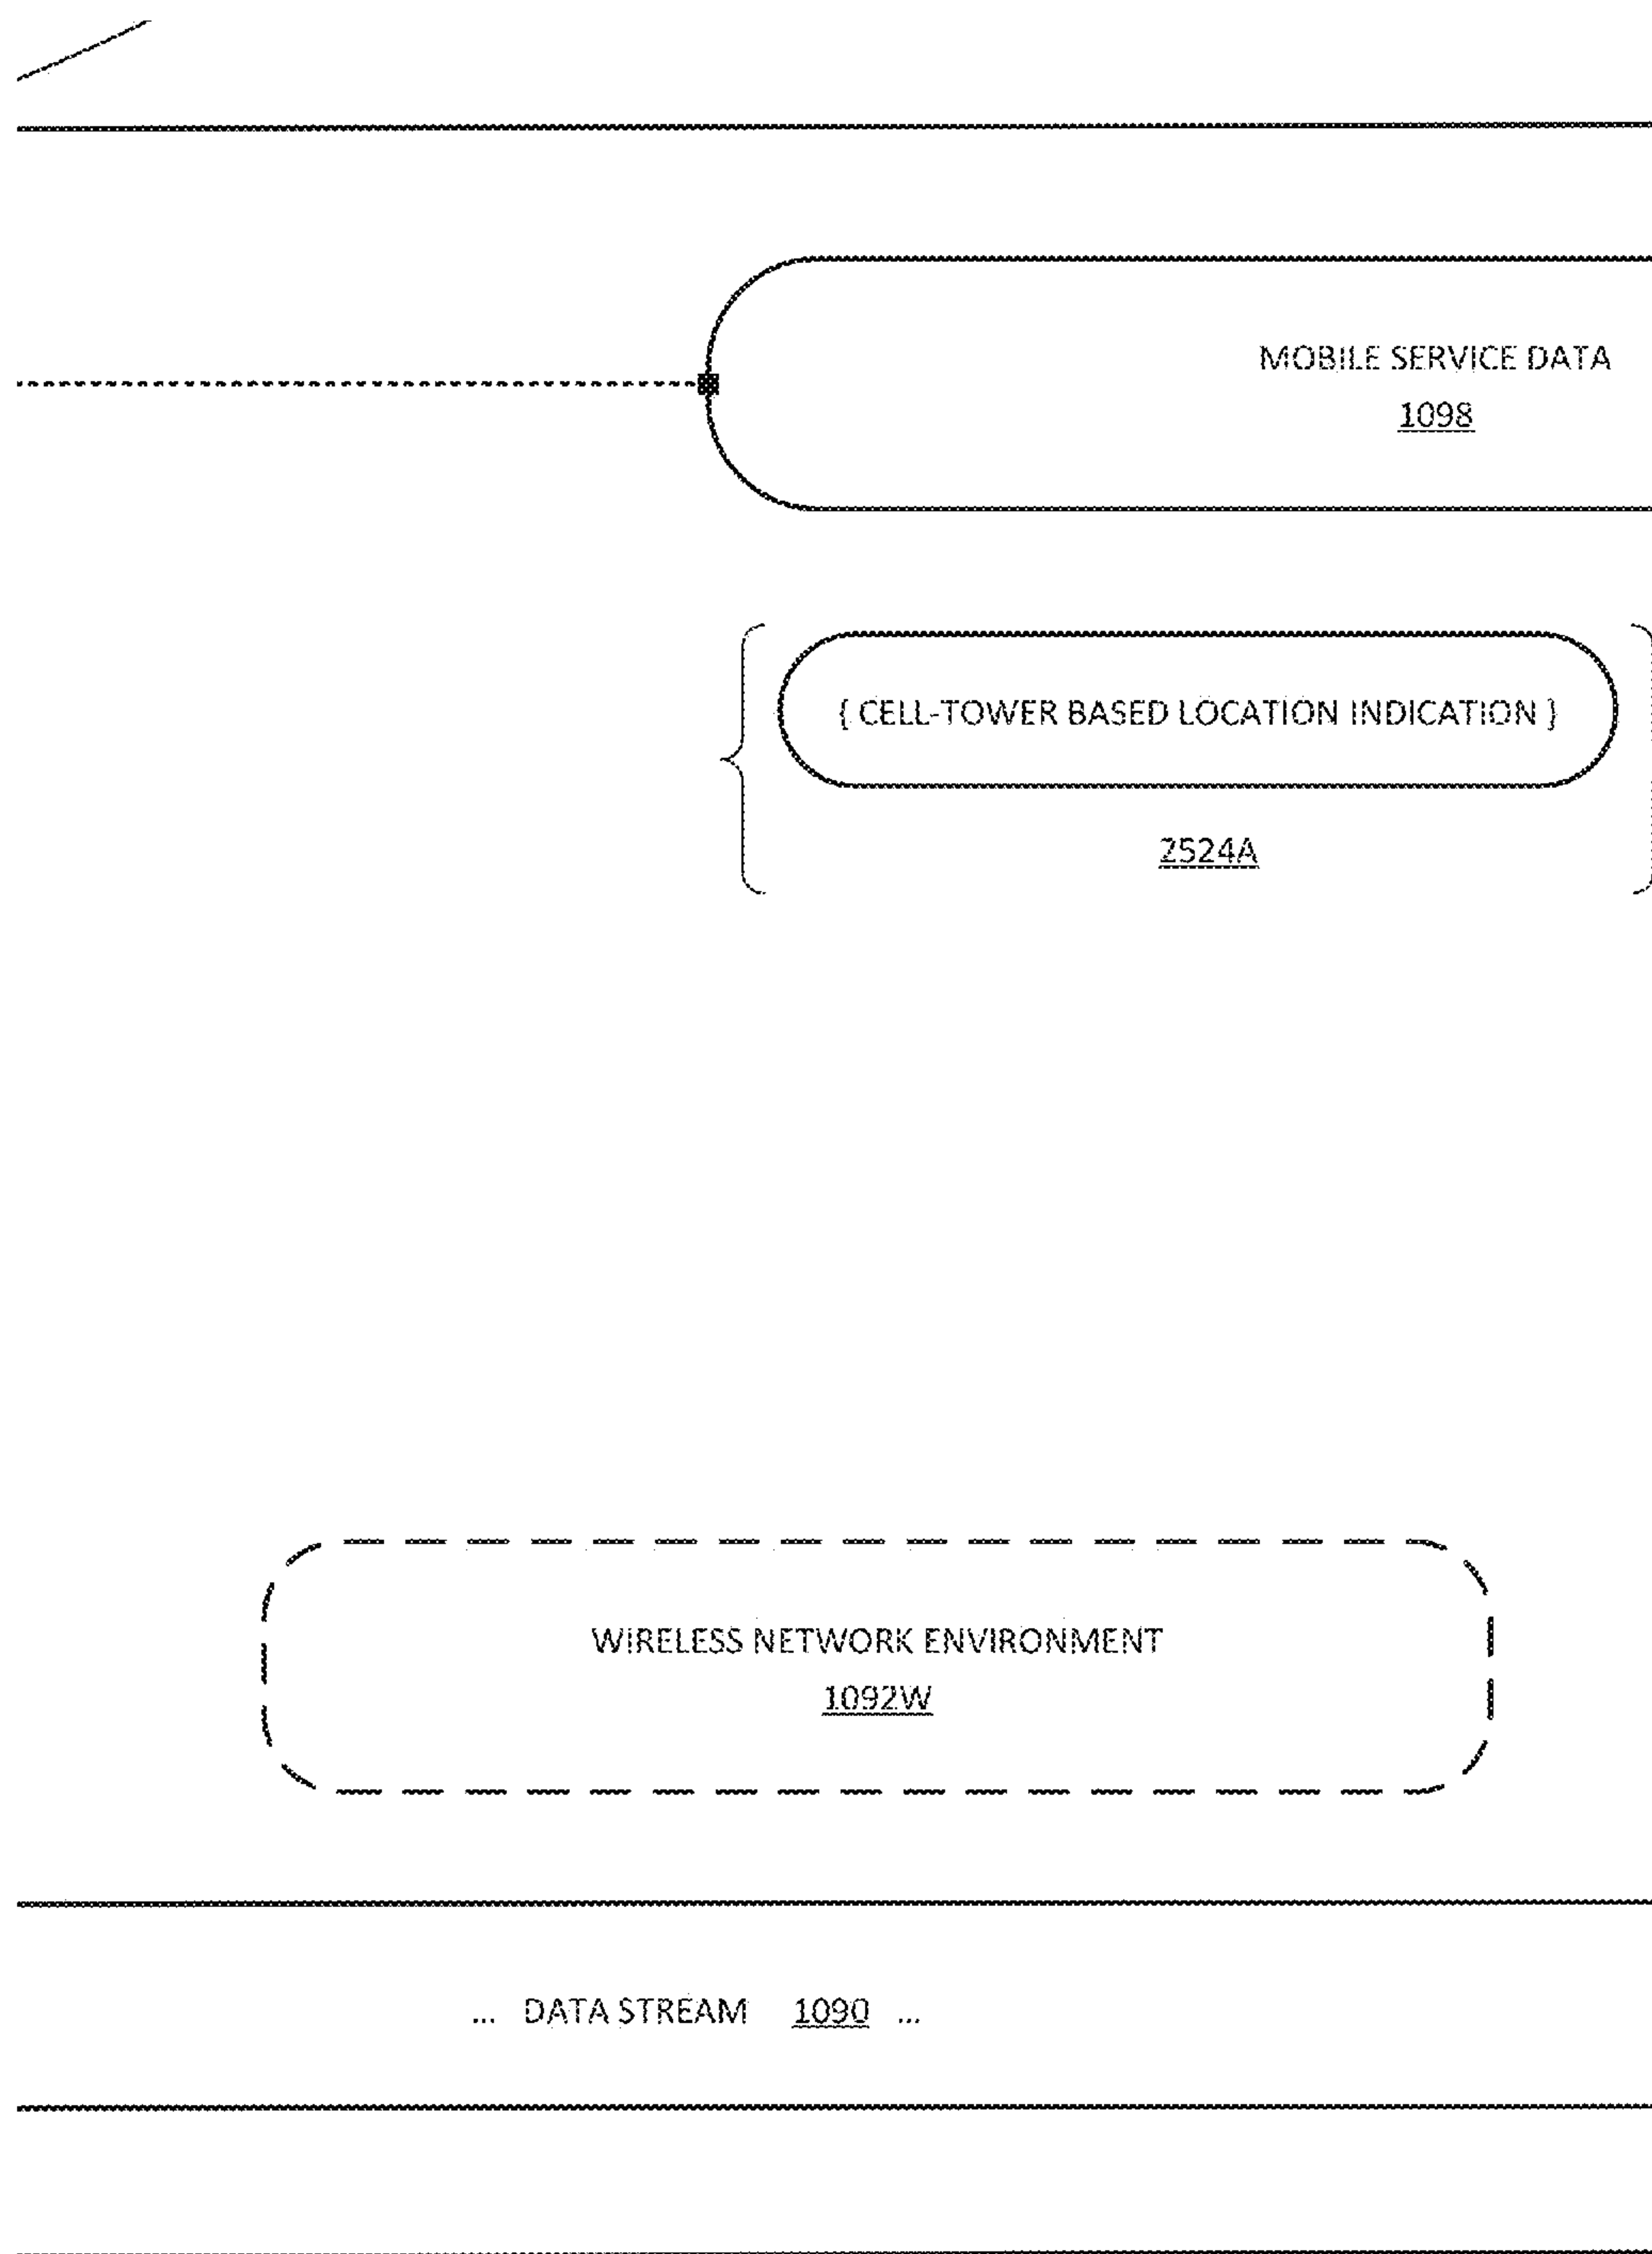 MOBILE SERVICE DATA
1098
{ CELL-TOWER BASED LOCATION INDICATION }
2524A
WIRELESS NETWORK ENVIRONMENT
1092W
... DATA STREAM 1090 ...